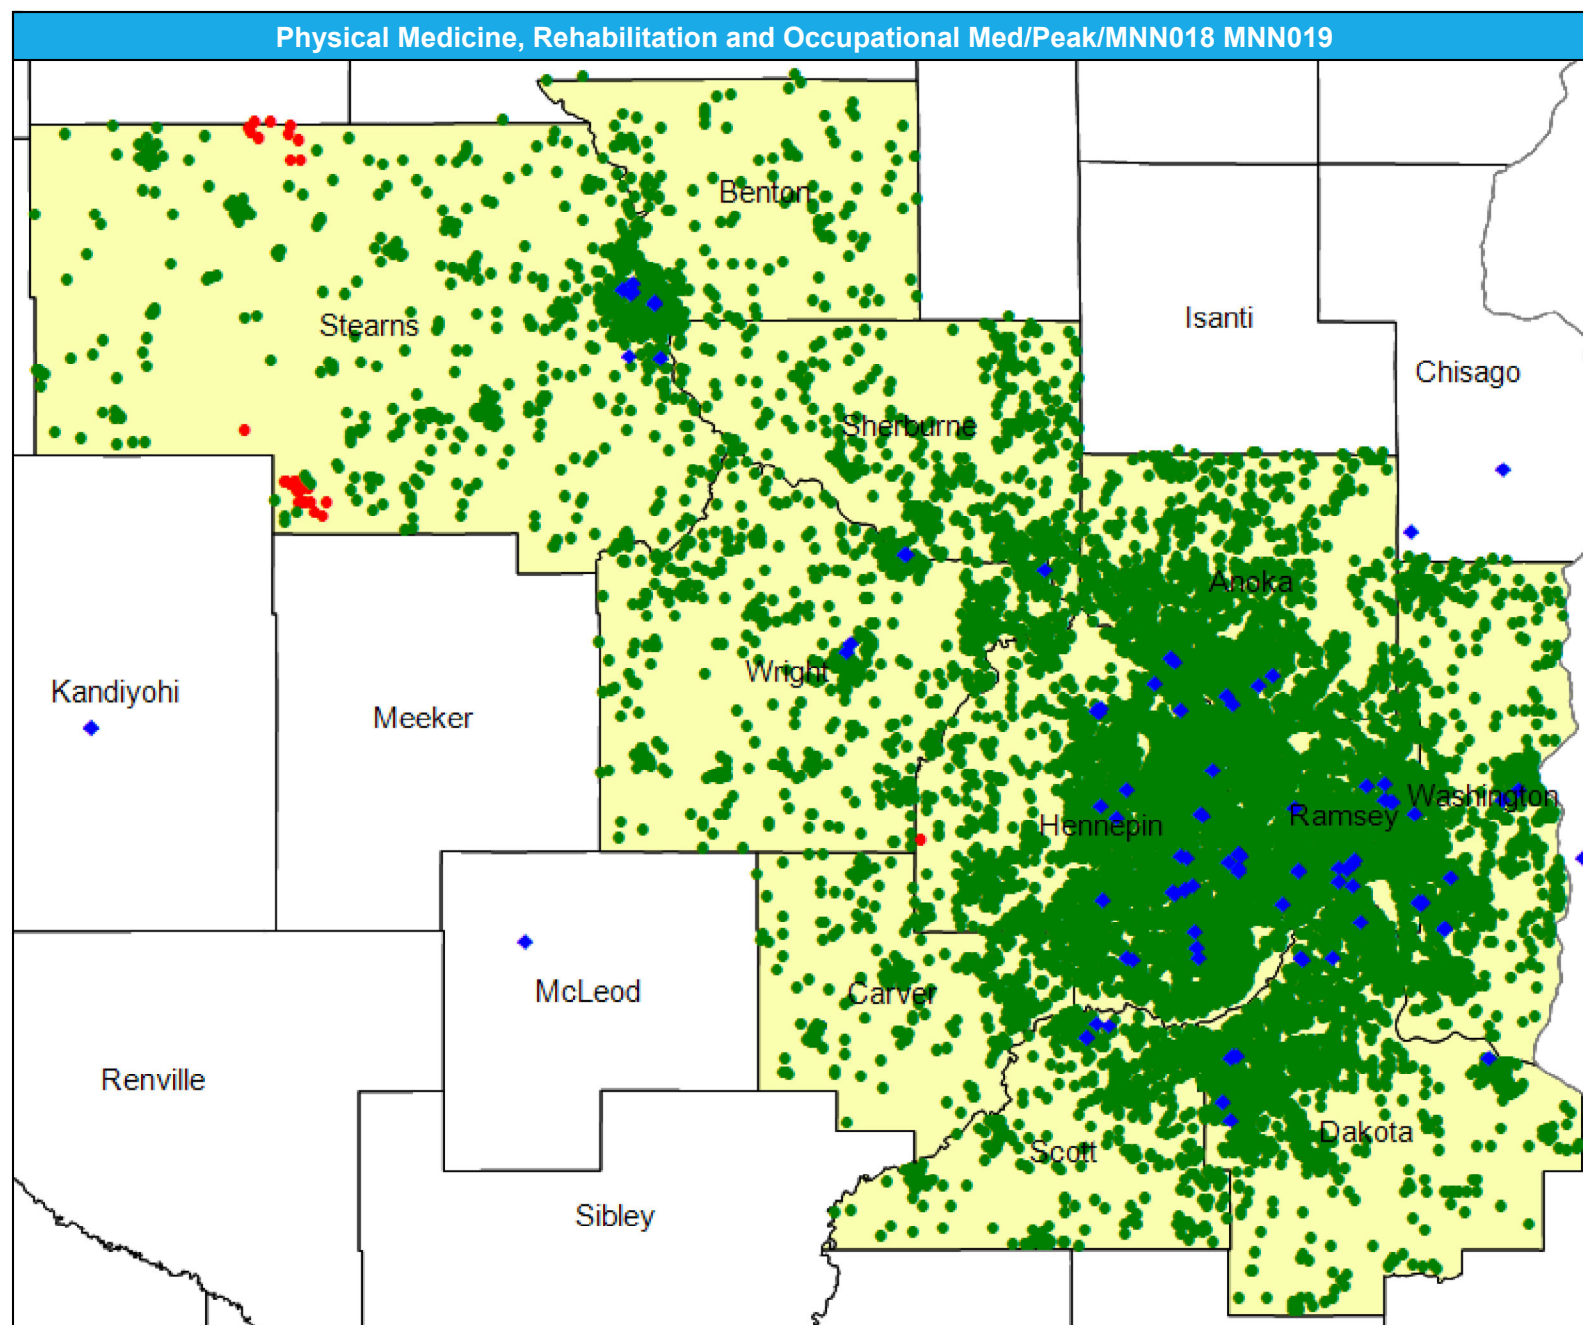 Physical Medicine, Rehabilitation and Occupational Med/Peak/MNN018 MNN019
Benton
Stearns
Isanti
Chisago
Sherburne
Anoka
Wright
Kandiyohi
Meeker
Washington
Hennepin
Ramsey
McLeod
Carver
Renville
Dakota
Scott
Sibley